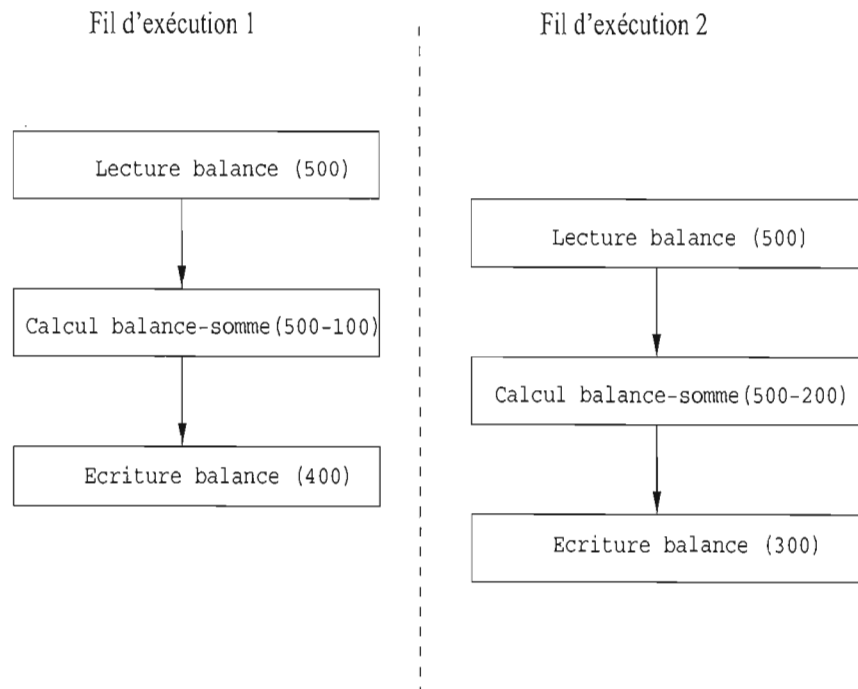 Fil d'exécution 1
Lecture balance (500)
Calcul balance-somme(500-100)
Ecriture balance (400)
Fil d'exécution 2
Lecture balance (500)
Calcul balance-somme(500-200)
Ecriture balance (300)